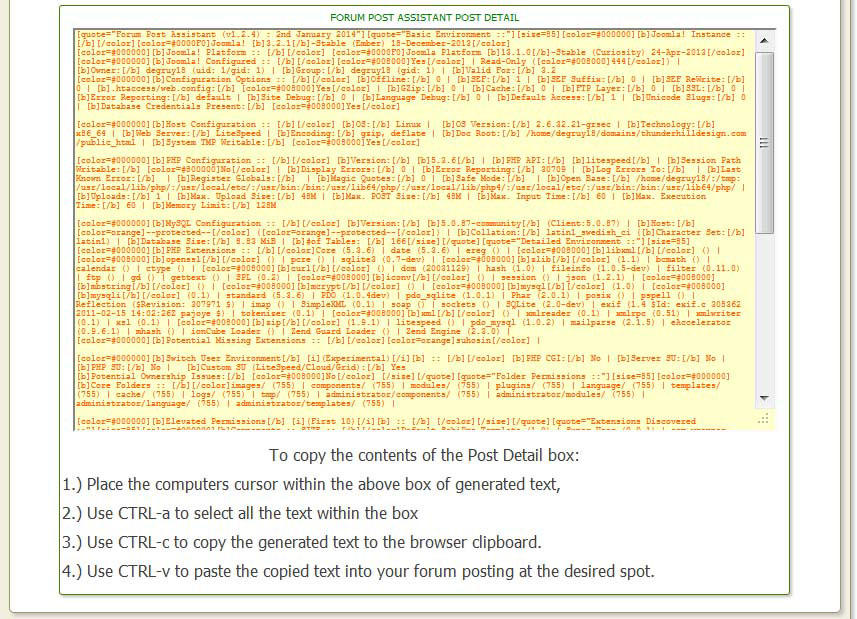 FORUM POST ASSISTANT POST DETAIL
[quote="Forum Post Assistant (v1.2.4) : 2nd January 2014"][quote="Basic Environment ::"][size=85][color=#000000][b]Joomla! Instance ::
[/b][/color][color=#0000F0]Joomla! [b]3.2.1[/b]-Stable (Ember) 18-December-2013[/color]
[color=#000000][b]Joomla! Platform :: [/b][/color][color=#0000F0]Joomla Platform [b]13.1.0[/b]-Stable (Curiosity) 24-Apr-2013[/color]
[color=#000000][b]Joomla! Configured :: [/b][/color][color=#008000]Yes[/color] | Read-Only ([color=#008000]444[/color]) |
[b]Owner:[/b] degruy18 (uid: 1/gid: 1) | [b]Group:[/b] degruy18 (gid: 1) | [b]Valid For:[/b] 3.2
[color=#000000][b]Configuration Options :: [/b][/color] [b]Offline:[/b] 0 | [b]SEF:[/b] 1 | [b]SEF Suffix:[/b] 0 | [b]SEF ReWrite:[/b]
0 | [b].htaccess/web.config:[/b] [color=#008000]Yes[/color] | [b]GZip:[/b] 0 | [b]Cache:[/b] 0 | [b]FTP Layer:[/b] 0 | [b]SSL:[/b] 0 |
[b]Error Reporting:[/b] default | [b]Site Debug:[/b] 0 | [b]Language Debug:[/b] 0 | [b]Default Access:[/b] 1 | [b]Unicode Slugs:[/b] 0
| [b]Database Credentials Present:[/b] [color=#008000]Yes[/color]
[color=#000000][b]Host Configuration :: [/b][/color] [b]OS:[/b] Linux | [b]OS Version:[/b] 2.6.32.21-grsec | [b]Technology:[/b]
x86_64 | [b]Web Server:[/b] LiteSpeed | [b]Encoding:[/b] gzip, deflate | [b]Doc Root:[/b] /home/degruy18/domains/thunderhilldesign.com
/public_html | [b]System TMP Writable:[/b] [color=#008000]Yes[/color]
[color=#000000][b]PHP Configuration :: [/b][/color] [b]Version:[/b] [b]5.3.6[/b] | [b]PHP API:[/b] [b]litespeed[/b] | [b]Session Path
Writable:[/b] [color=#800000]No[/color] | [b]Display Errors:[/b] 0 | [b]Error Reporting:[/b] 30709 | [b]Log Errors To:[/b] | [b]Last
Known Error:[/b] | [b]Register Globals:[/b] | [b]Magic Quotes:[/b] 0 | [b]Safe Mode:[/b] | [b]Open Base:[/b] /home/degruy18/:/tmp:
/usr/local/lib/php/:/usr/local/etc/:/usr/bin:/bin:/usr/lib64/php/:/usr/local/lib/php4/:/usr/local/etc/:/usr/bin:/bin:/usr/lib64/php/ |
[b]Uploads:[/b] 1 | [b]Max. Upload Size:[/b] 48M | [b]Max. POST Size:[/b] 48M | [b]Max. Input Time:[/b] 60 | [b]Max. Execution
Time:[/b] 60 | [b]Memory Limit:[/b] 128M
[color=#000000][b]MySQL Configuration :: [/b][/color] [b]Version:[/b] [b]5.0.87-community[/b] (Client:5.0.87) | [b]Host:[/b]
[color=orange]--protected--[/color] ([color=orange]--protected--[/color]) | [b]Collation:[/b] latin1_swedish_ci ([b]Character Set:[/b]
latin1) | [b]Database Size:[/b] 8.83 MiB | [b]#of Tables: [/b] 166[/size][/quote][quote="Detailed Environment ::"][size=85]
[color=#000000][b]PHP Extensions :: [/b][/color]Core (5.3.6) | date (5.3.6) | ereg () | [color=#008000][b]libxml[/b][/color] () |
[color=#008000][b]openssl[/b][/color] () | pcre () | sqlite3 (0.7-dev) | [color=#008000][b]zlib[/b][/color] (1.1) | bcmath () |
calendar () | ctype () | [color=#008000][b]curl[/b][/color] () | dom (20031129) | hash (1.0) | fileinfo (1.0.5-dev) | filter (0.11.0)
| ftp () | gd () | gettext () | SPL (0.2) | [color=#008000][b]iconv[/b][/color] () | session () | json (1.2.1) | [color=#008000]
[b]mbstring[/b][/color] () | [color=#008000][b]mcrypt[/b][/color] () | [color=#008000][b]mysql[/b][/color] (1.0) | [color=#008000]
[b]mysqli[/b][/color] (0.1) | standard (5.3.6) | PDO (1.0.4dev) | pdo_sqlite (1.0.1) | Phar (2.0.1) | posix () | pspell () |
Reflection ($Revision: 307971 $) | imap () | SimpleXML (0.1) | soap () | sockets () | SQLite (2.0-dev) | exif (1.4 $Id: exif.c 308362
2011-02-15 14:02:26Z pajoye $) | tokenizer (0.1) | [color=#008000][b]xml[/b][/color] () | xmlreader (0.1) | xmlrpc (0.51) | xmlwriter
(0.1) | xsl (0.1) | [color=#008000][b]zip[/b][/color] (1.9.1) | litespeed () | pdo_mysql (1.0.2) | mailparse (2.1.5) | eAccelerator
(0.9.6.1) | mhash () | ionCube Loader () | Zend Guard Loader () | Zend Engine (2.3.0) |
[color=#000000][b]Potential Missing Extensions :: [/b][/color][color=orange]suhosin[/color] |
[color=#000000][b]Switch User Environment[/b] [i](Experimental)[/i][b] :: [/b][/color] [b]PHP CGI:[/b] No | [b]Server SU:[/b] No |
[b]PHP SU:[/b] No | [b]Custom SU (LiteSpeed/Cloud/Grid):[/b] Yes
[b]Potential Ownership Issues:[/b] [color=#008000]No[/color] [/size][/quote][quote="Folder Permissions ::"][size=85][color=#000000]
[b]Core Folders :: [/b][/color]images/ (755) | components/ (755) | modules/ (755) | plugins/ (755) | language/ (755) | templates/
(755) | cache/ (755) | logs/ (755) | tmp/ (755) | administrator/components/ (755) | administrator/modules/ (755) |
administrator/language/ (755) | administrator/templates/ (755) |
[color=#000000][b]Elevated Permissions[/b] [i](First 10)[/i][b] :: [/b] [/color][/size][/quote][quote="Extensions Discovered
To copy the contents of the Post Detail box:
1.) Place the computers cursor within the above box of generated text,
2.) Use CTRL-a to select all the text within the box
3.) Use CTRL-c to copy the generated text to the browser clipboard.
4.) Use CTRL-v to paste the copied text into your forum posting at the desired spot.